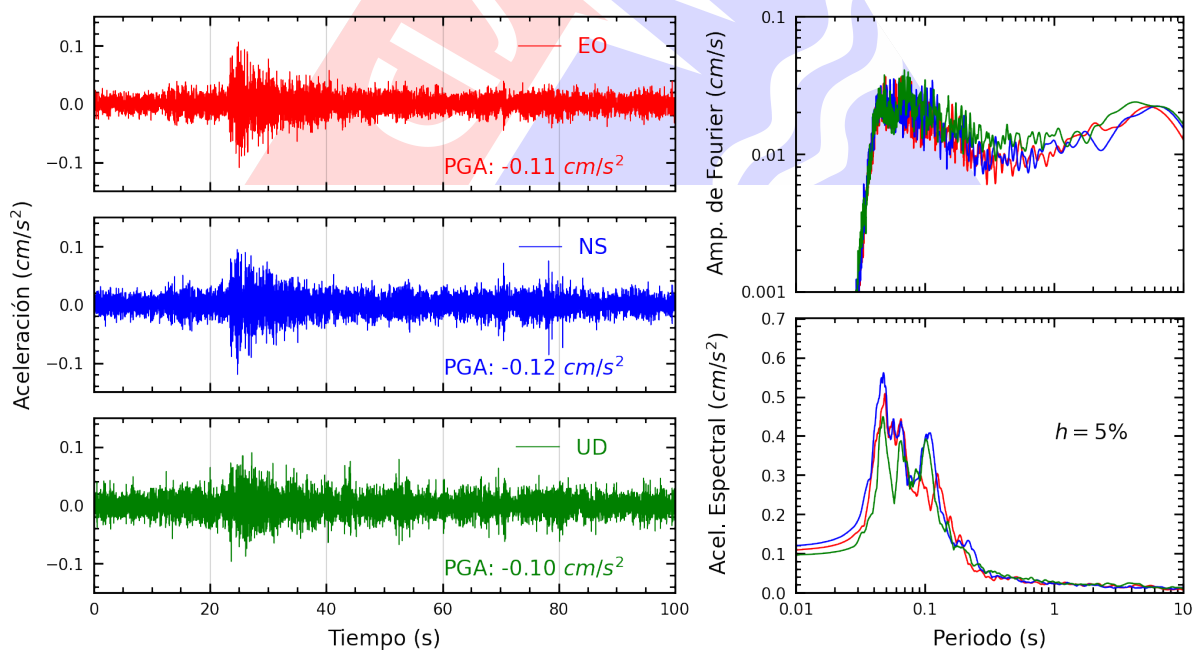 Aceleración (cm/s²)
0.1
0.0
−0.1
EO
PGA: -0.11 cm/s²
0.1
0.0
−0.1
NS
PGA: -0.12 cm/s²
0.1
0.0
−0.1
UD
PGA: -0.10 cm/s²
0 20 40 60 80 100
Tiempo (s)
Amp. de Fourier (cm/s)
0.1
0.01
0.001
Acel. Espectral (cm/s²)
0.7
0.6
0.5
0.4
0.3
0.2
0.1
0.0
h = 5%
0.01 0.1 1 10
Periodo (s)